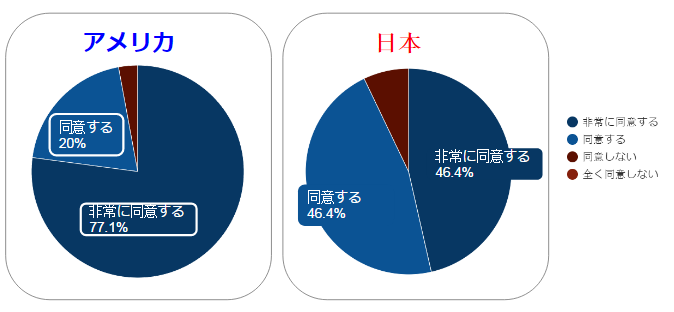 アメリカ
同意する
20%
非常に同意する
77.1%
日本
非常に同意する
46.4%
同意する
46.4%
非常に同意する
同意する
同意しない
全く同意しない